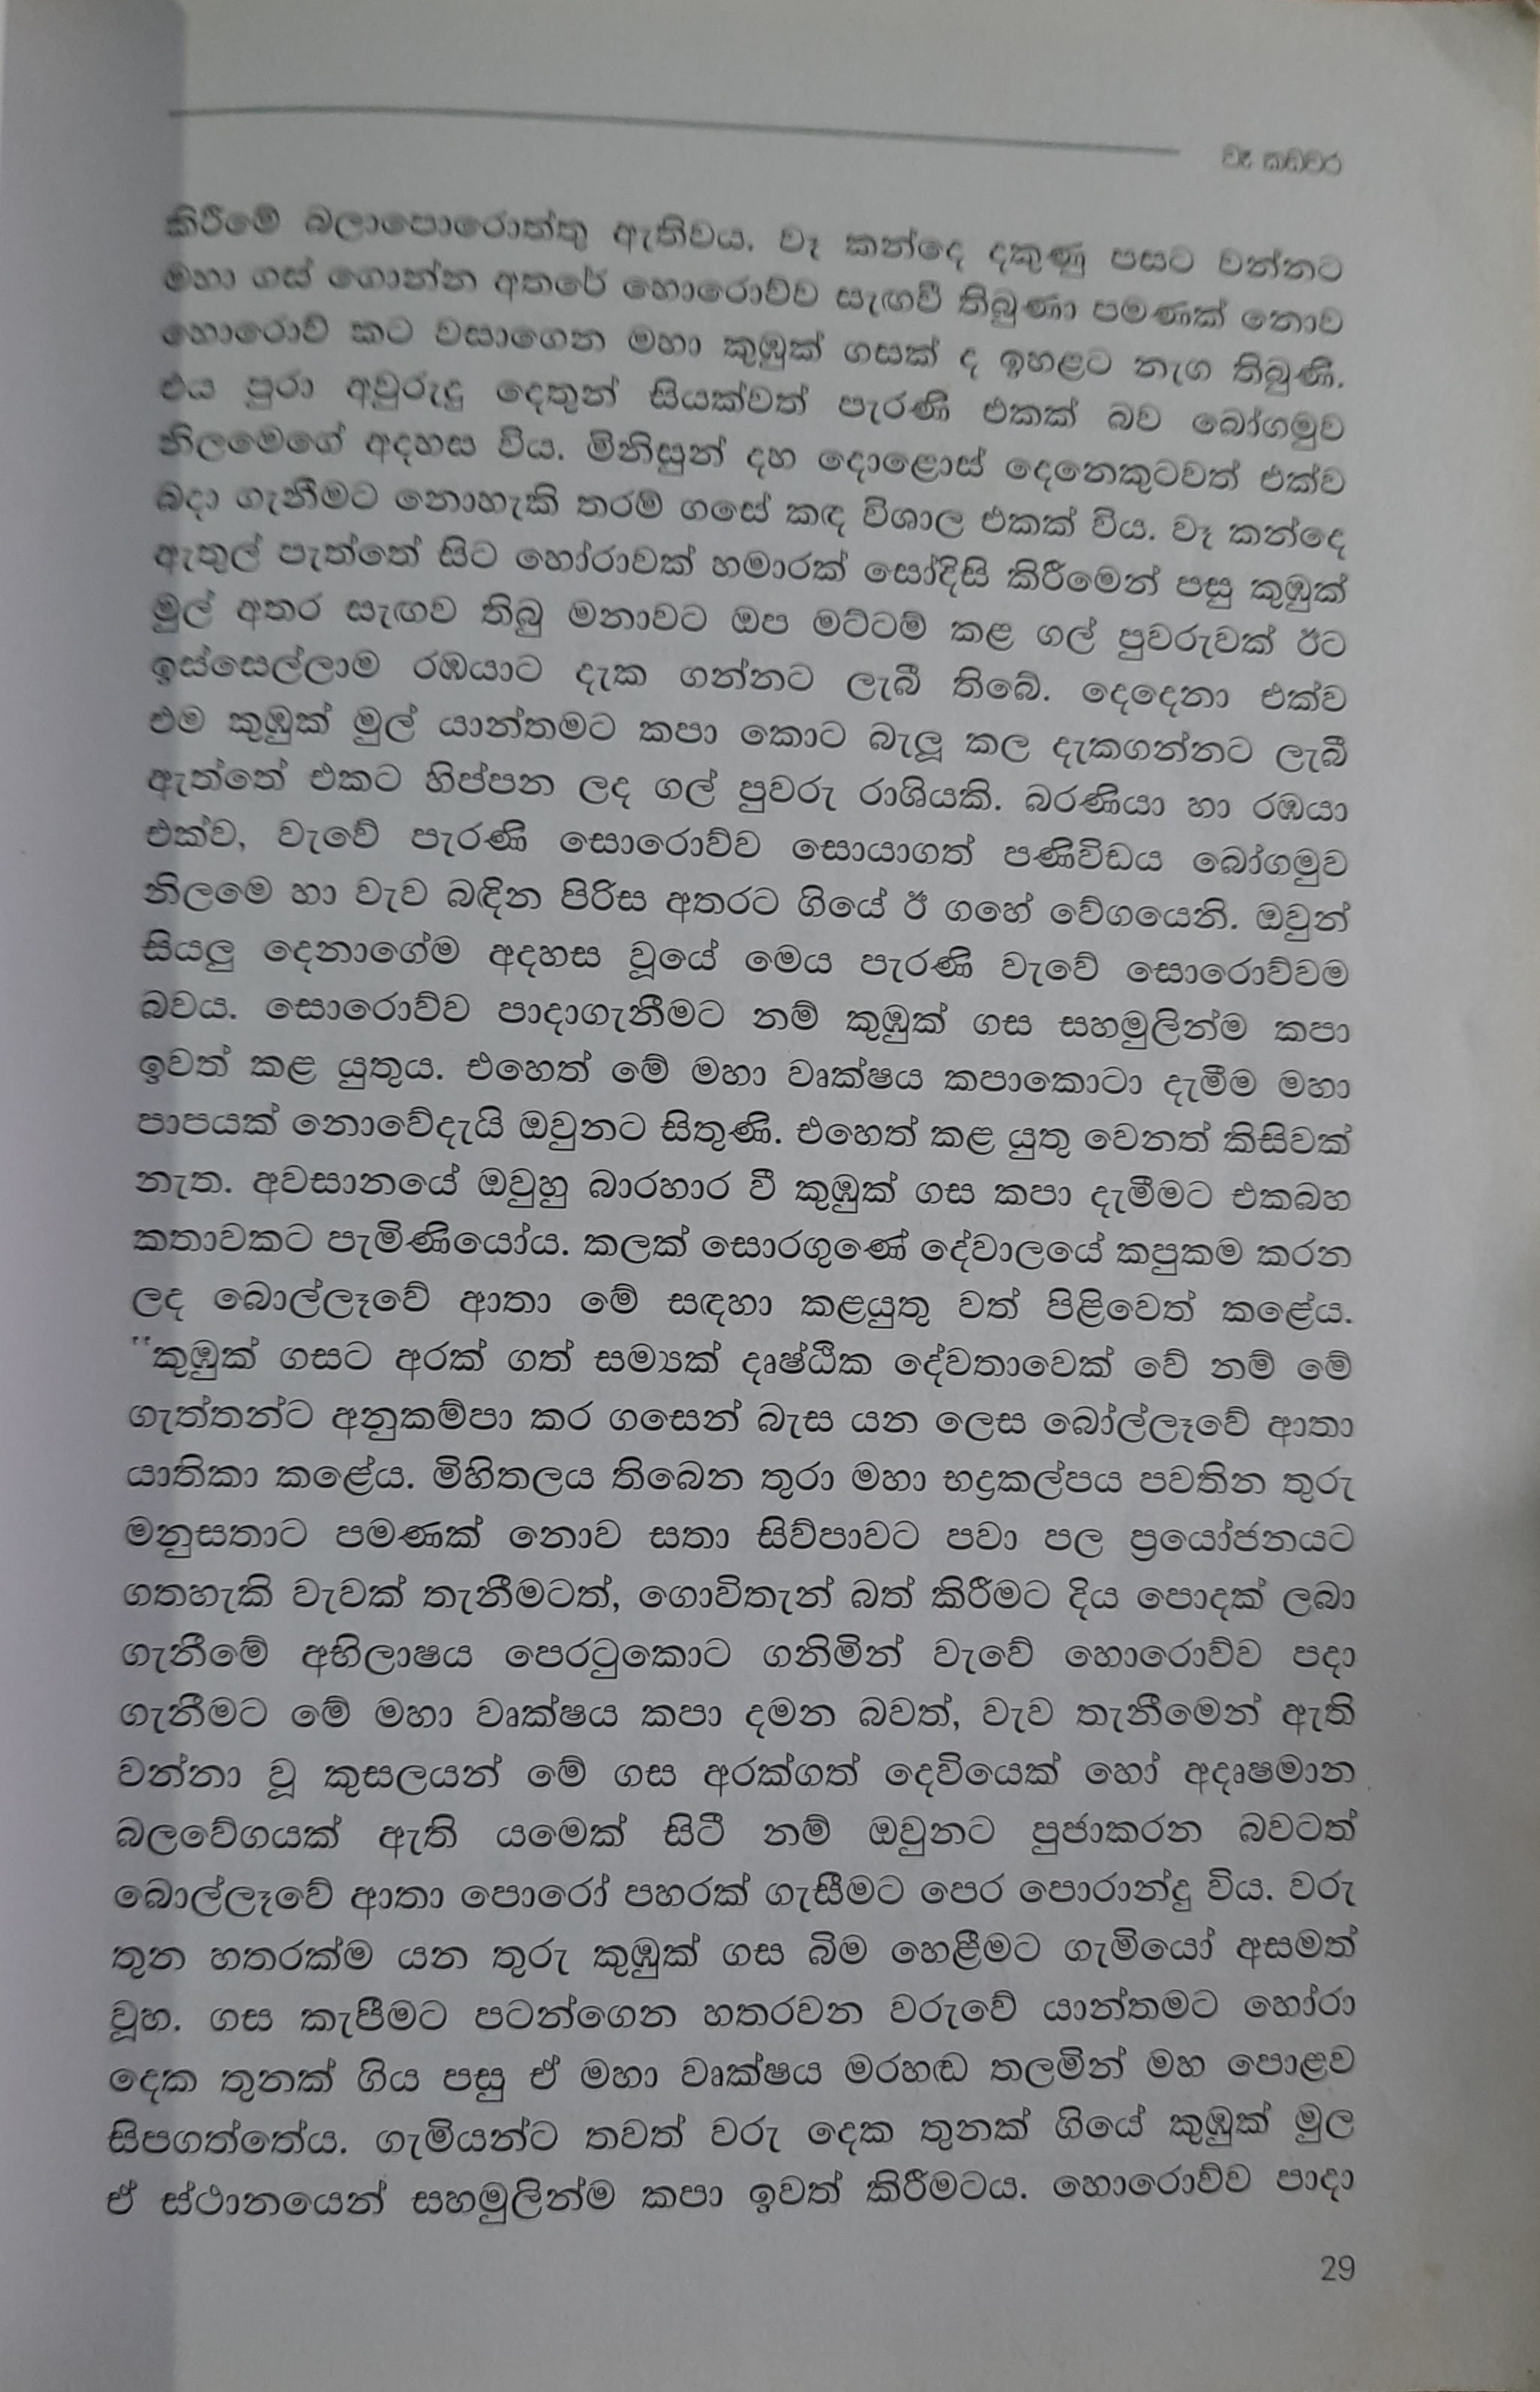 වෑ කඩවර
කිරීමේ බලාපොරොත්තු ඇතිවය. වෑ කන්දෙ දකුණු පසට වන්නට
මහා ගස් ගොන්න අතරේ හොරොව්ව සැඟවී තිබුණා පමණක් නොව
හොරොව් කට වසාගෙන මහා කුඹුක් ගසක් ද ඉහළට නැග තිබුණි.
එය පුරා අවුරුදු දෙතුන් සියක්වත් පැරණි එකක් බව බෝගමුව
නිලමෙගේ අදහස විය. මිනිසුන් දහ දොළොස් දෙනෙකුටවත් එක්ව
බදා ගැනීමට නොහැකි තරම් ගසේ කඳ විශාල එකක් විය. වෑ කන්දෙ
ඇතුල් පැත්තේ සිට හෝරාවක් හමාරක් සෝදිසි කිරීමෙන් පසු කුඹුක්
මුල් අතර සැඟව තිබූ මනාවට ඔප මට්ටම් කළ ගල් පුවරුවක් ඊට
ඉස්සෙල්ලාම රඹයාට දැක ගන්නට ලැබී තිබේ. දෙදෙනා එක්ව
එම කුඹුක් මුල් යාන්තමට කපා කොට බැලූ කල දැකගන්නට ලැබී
ඇත්තේ එකට හිප්පන ලද ගල් පුවරු රාශියකි. බරණියා හා රඹයා
එක්ව, වැවේ පැරණි සොරොව්ව සොයාගත් පණිවිඩය බෝගමුව
නිලමෙ හා වැව බඳින පිරිස අතරට ගියේ ඊ ගහේ වේගයෙනි. ඔවුන්
සියලු දෙනාගේම අදහස වූයේ මෙය පැරණි වැවේ සොරොව්වම
බවය. සොරොව්ව පාදාගැනීමට නම් කුඹුක් ගස සහමුලින්ම කපා
ඉවත් කළ යුතුය. එහෙත් මේ මහා වෘක්ෂය කපාකොටා දැමීම මහා
පාපයක් නොවේදැයි ඔවුනට සිතුණි. එහෙත් කළ යුතු වෙනත් කිසිවක්
නැත. අවසානයේ ඔවුහු බාරහාර වී කුඹුක් ගස කපා දැමීමට එකඟ
කතාවකට පැමිණියෝය. කලක් සොරගුණේ දේවාලයේ කපුකම කරන
ලද බොල්ලෑවේ ආතා මේ සඳහා කළයුතු වත් පිළිවෙත් කළේය.
“කුඹුක් ගසට අරක් ගත් සම්‍යක් දෘෂ්ඨික දේවතාවෙක් වේ නම් මේ
ගැත්තන්ට අනුකම්පා කර ගසෙන් බැස යන ලෙස බෝල්ලෑවේ ආතා
යාතිකා කළේය. මිහිතලය තිබෙන තුරා මහා භද්‍රකල්පය පවතින තුරු
මනුසතාට පමණක් නොව සතා සිව්පාවට පවා පල ප්‍රයෝජනයට
ගතහැකි වැවක් තැනීමටත්, ගොවිතැන් බත් කිරීමට දිය පොදක් ලබා
ගැනීමේ අභිලාෂය පෙරටුකොට ගනිමින් වැවේ හොරොව්ව පදා
ගැනීමට මේ මහා වෘක්ෂය කපා දමන බවත්, වැව තැනීමෙන් ඇති
වන්නා වූ කුසලයන් මේ ගස අරක්ගත් දෙවියෙක් හෝ අදෘෂමාන
බලවේගයක් ඇති යමෙක් සිටී නම් ඔවුනට පූජාකරන බවටත්
බොල්ලෑවේ ආතා පොරෝ පහරක් ගැසීමට පෙර පොරාන්දු විය. වරු
තුන හතරක්ම යන තුරු කුඹුක් ගස බිම හෙළීමට ගැමියෝ අසමත්
වූහ. ගස කැපීමට පටන්ගෙන හතරවන වරුවේ යාන්තමට හෝරා
දෙක තුනක් ගිය පසු ඒ මහා වෘක්ෂය මරහඬ තලමින් මහ පොළව
සිපගත්තේය. ගැමියන්ට තවත් වරු දෙක තුනක් ගියේ කුඹුක් මුල
ඒ ස්ථානයෙන් සහමුලින්ම කපා ඉවත් කිරීමටය. හොරොව්ව පාදා
29